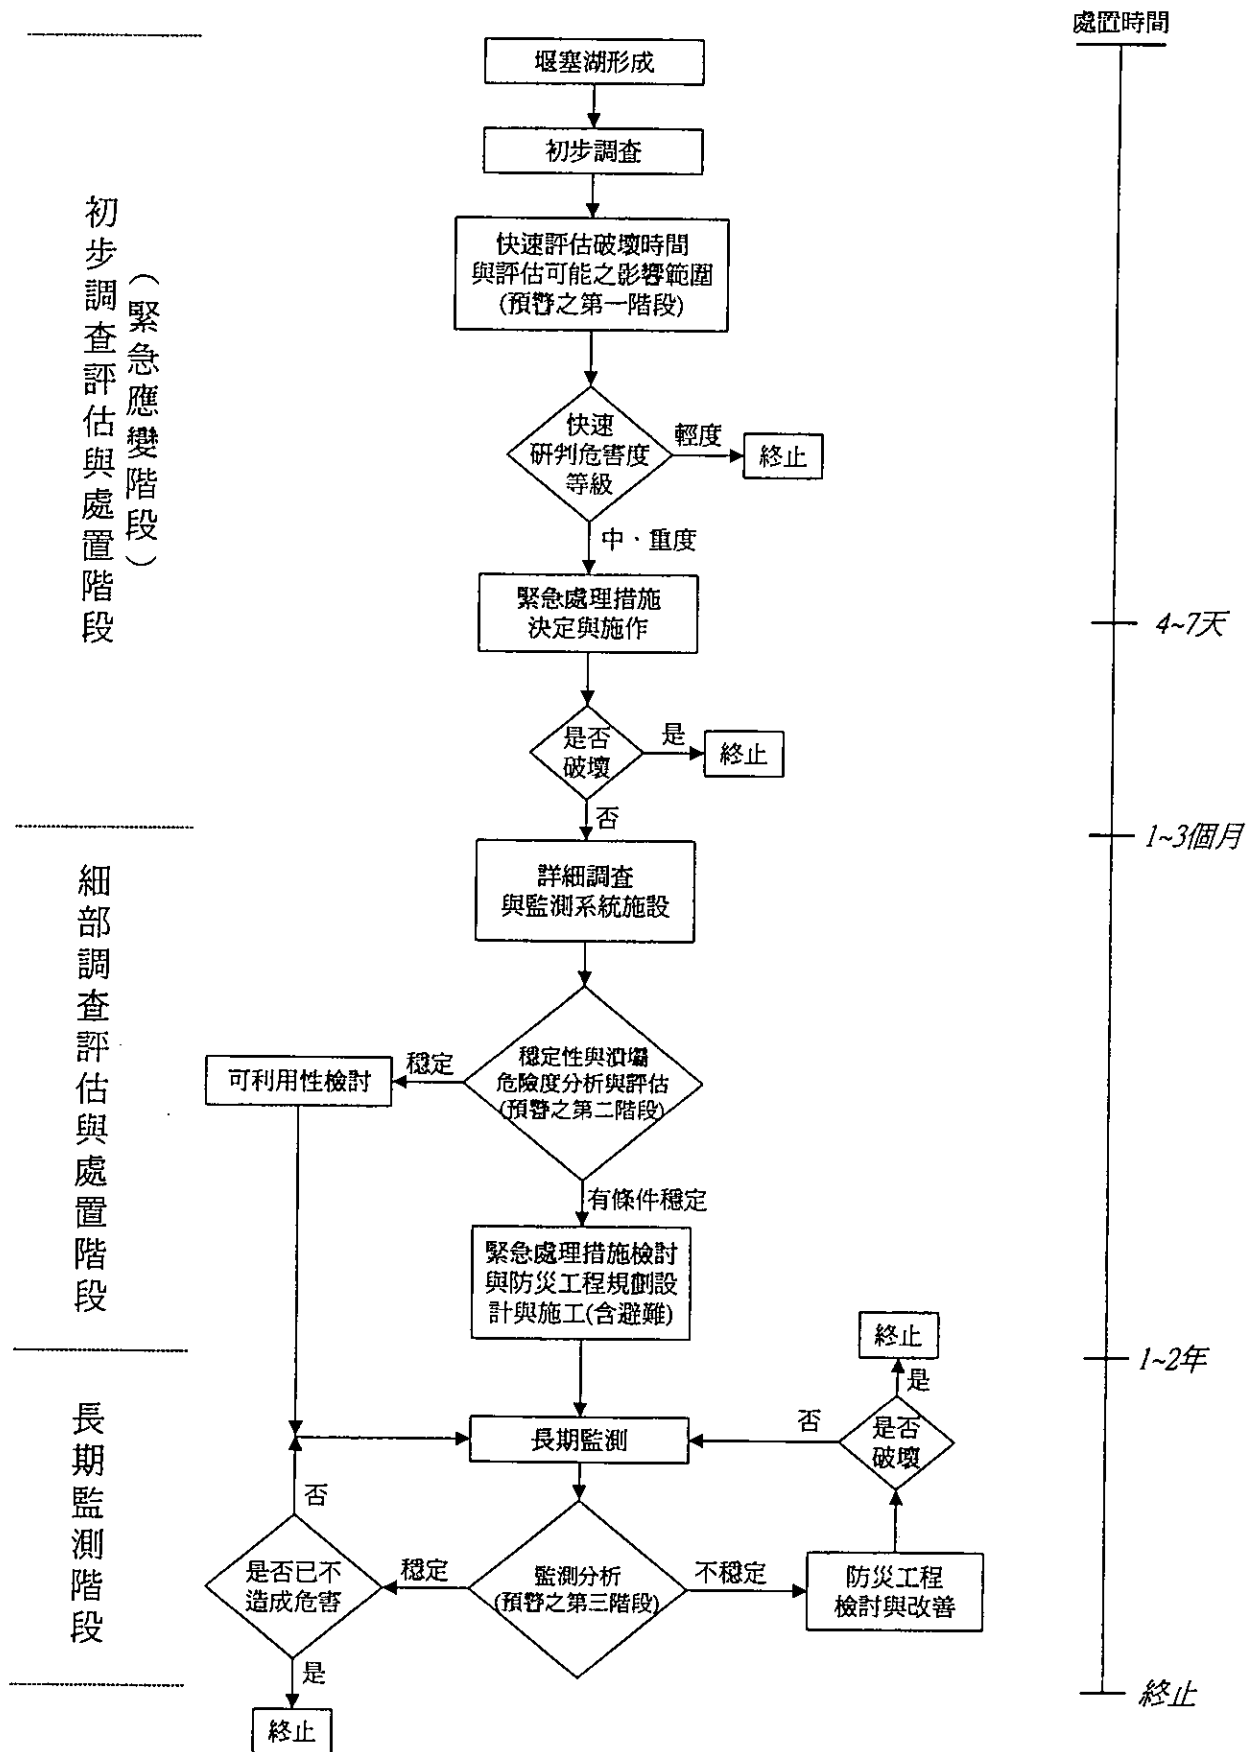 處置時間
堰塞湖形成
初步調查
快速評估破壞時間
與評估可能之影響範圍
(預警之第一階段)
快速
研判危害度
等級
輕度
終止
中、重度
緊急處理措施
決定與施作
4~7天
是否
破壞
是
終止
否
初步調查評估與處置階段
（緊急應變階段）
1~3個月
詳細調查
與監測系統施設
穩定性與潰壩
危險度分析與評估
(預警之第二階段)
穩定
可利用性檢討
有條件穩定
緊急處理措施檢討
與防災工程規劃設
計與施工(含避難)
細部調查評估與處置階段
1~2年
終止
是
是否
破壞
否
長期監測
否
是否已不
造成危害
穩定
監測分析
(預警之第三階段)
不穩定
防災工程
檢討與改善
是
終止
長期監測階段
終止